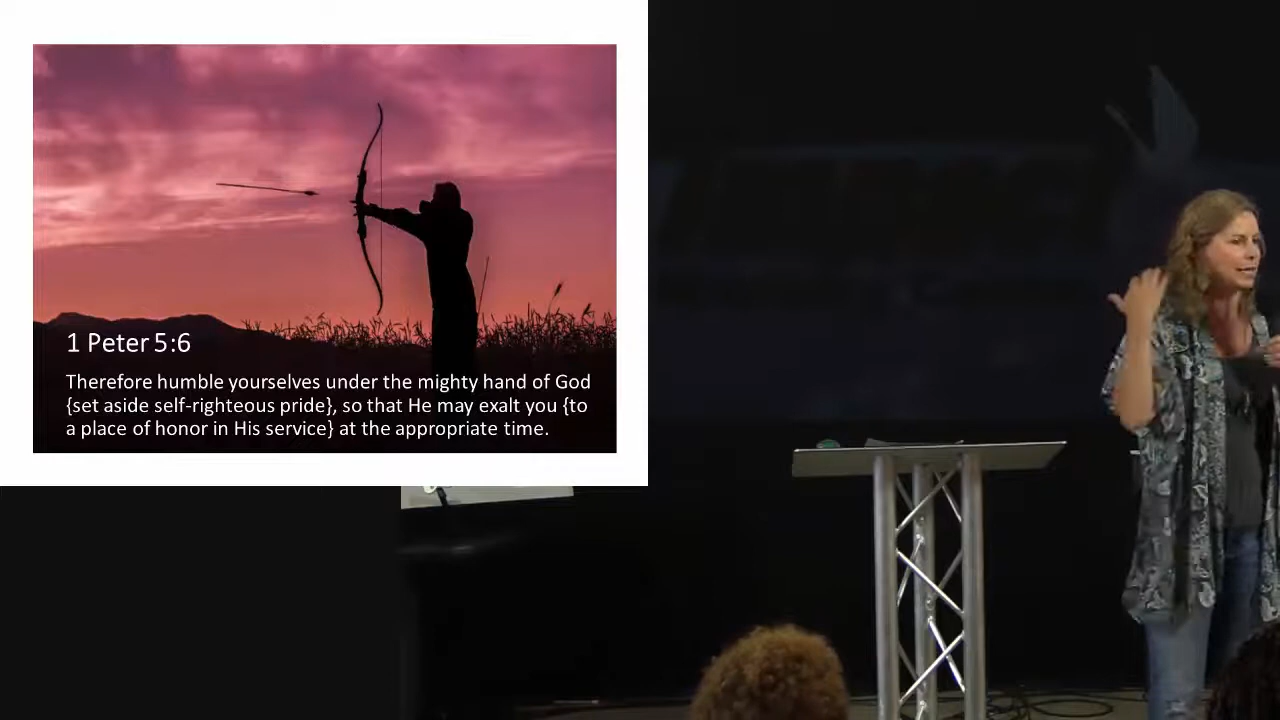 1 Peter 5:6
Therefore humble yourselves under the mighty hand of God
{set aside self-righteous pride}, so that He may exalt you {to
a place of honor in His service} at the appropriate time.